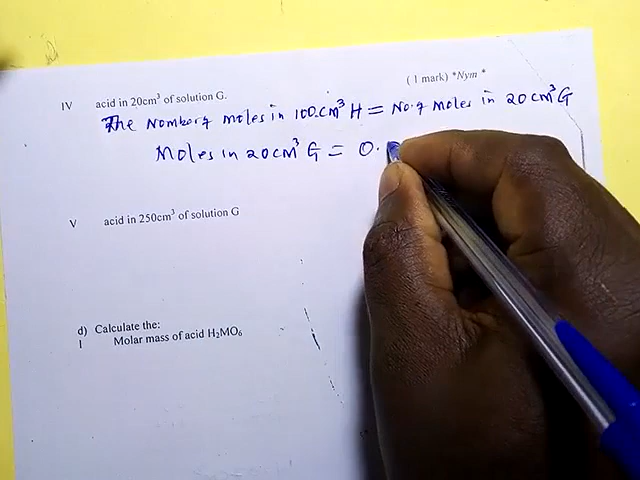 ( 1 mark) *Nym *
IV acid in 20cm³ of solution G.
The Nomber of moles in 100cm³ H = No. of Moles in 20cm³ G
Moles in 20cm³ G = 0.
V acid in 250cm³ of solution G
d) Calculate the:
I Molar mass of acid H₂MO₆